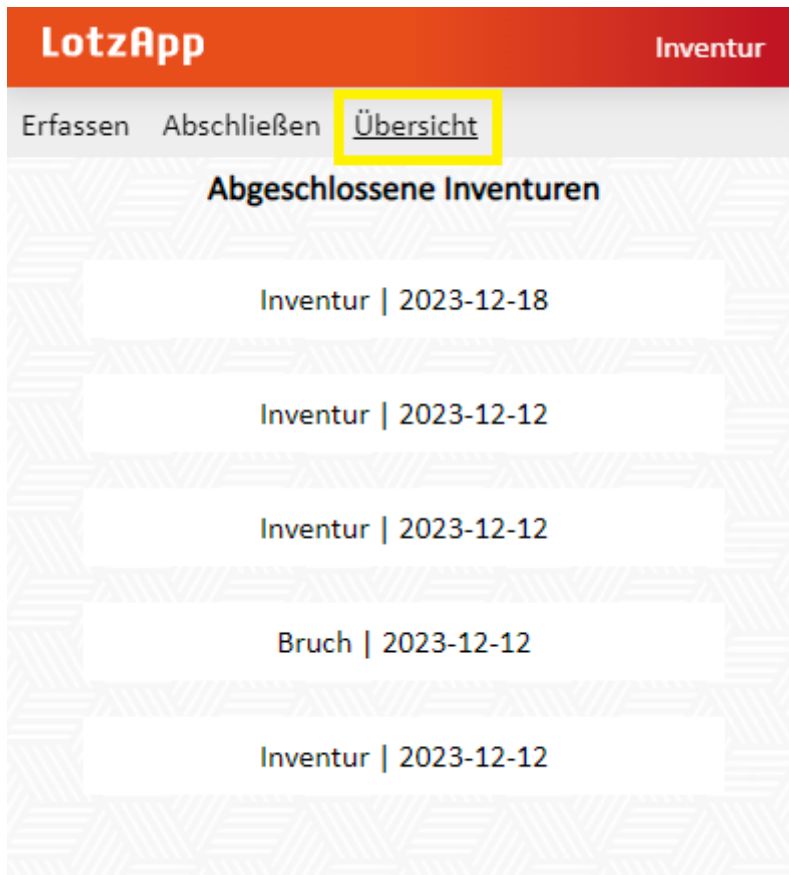 LotzApp Inventur
Erfassen Abschließen Übersicht
Abgeschlossene Inventuren
Inventur | 2023-12-18
Inventur | 2023-12-12
Inventur | 2023-12-12
Bruch | 2023-12-12
Inventur | 2023-12-12